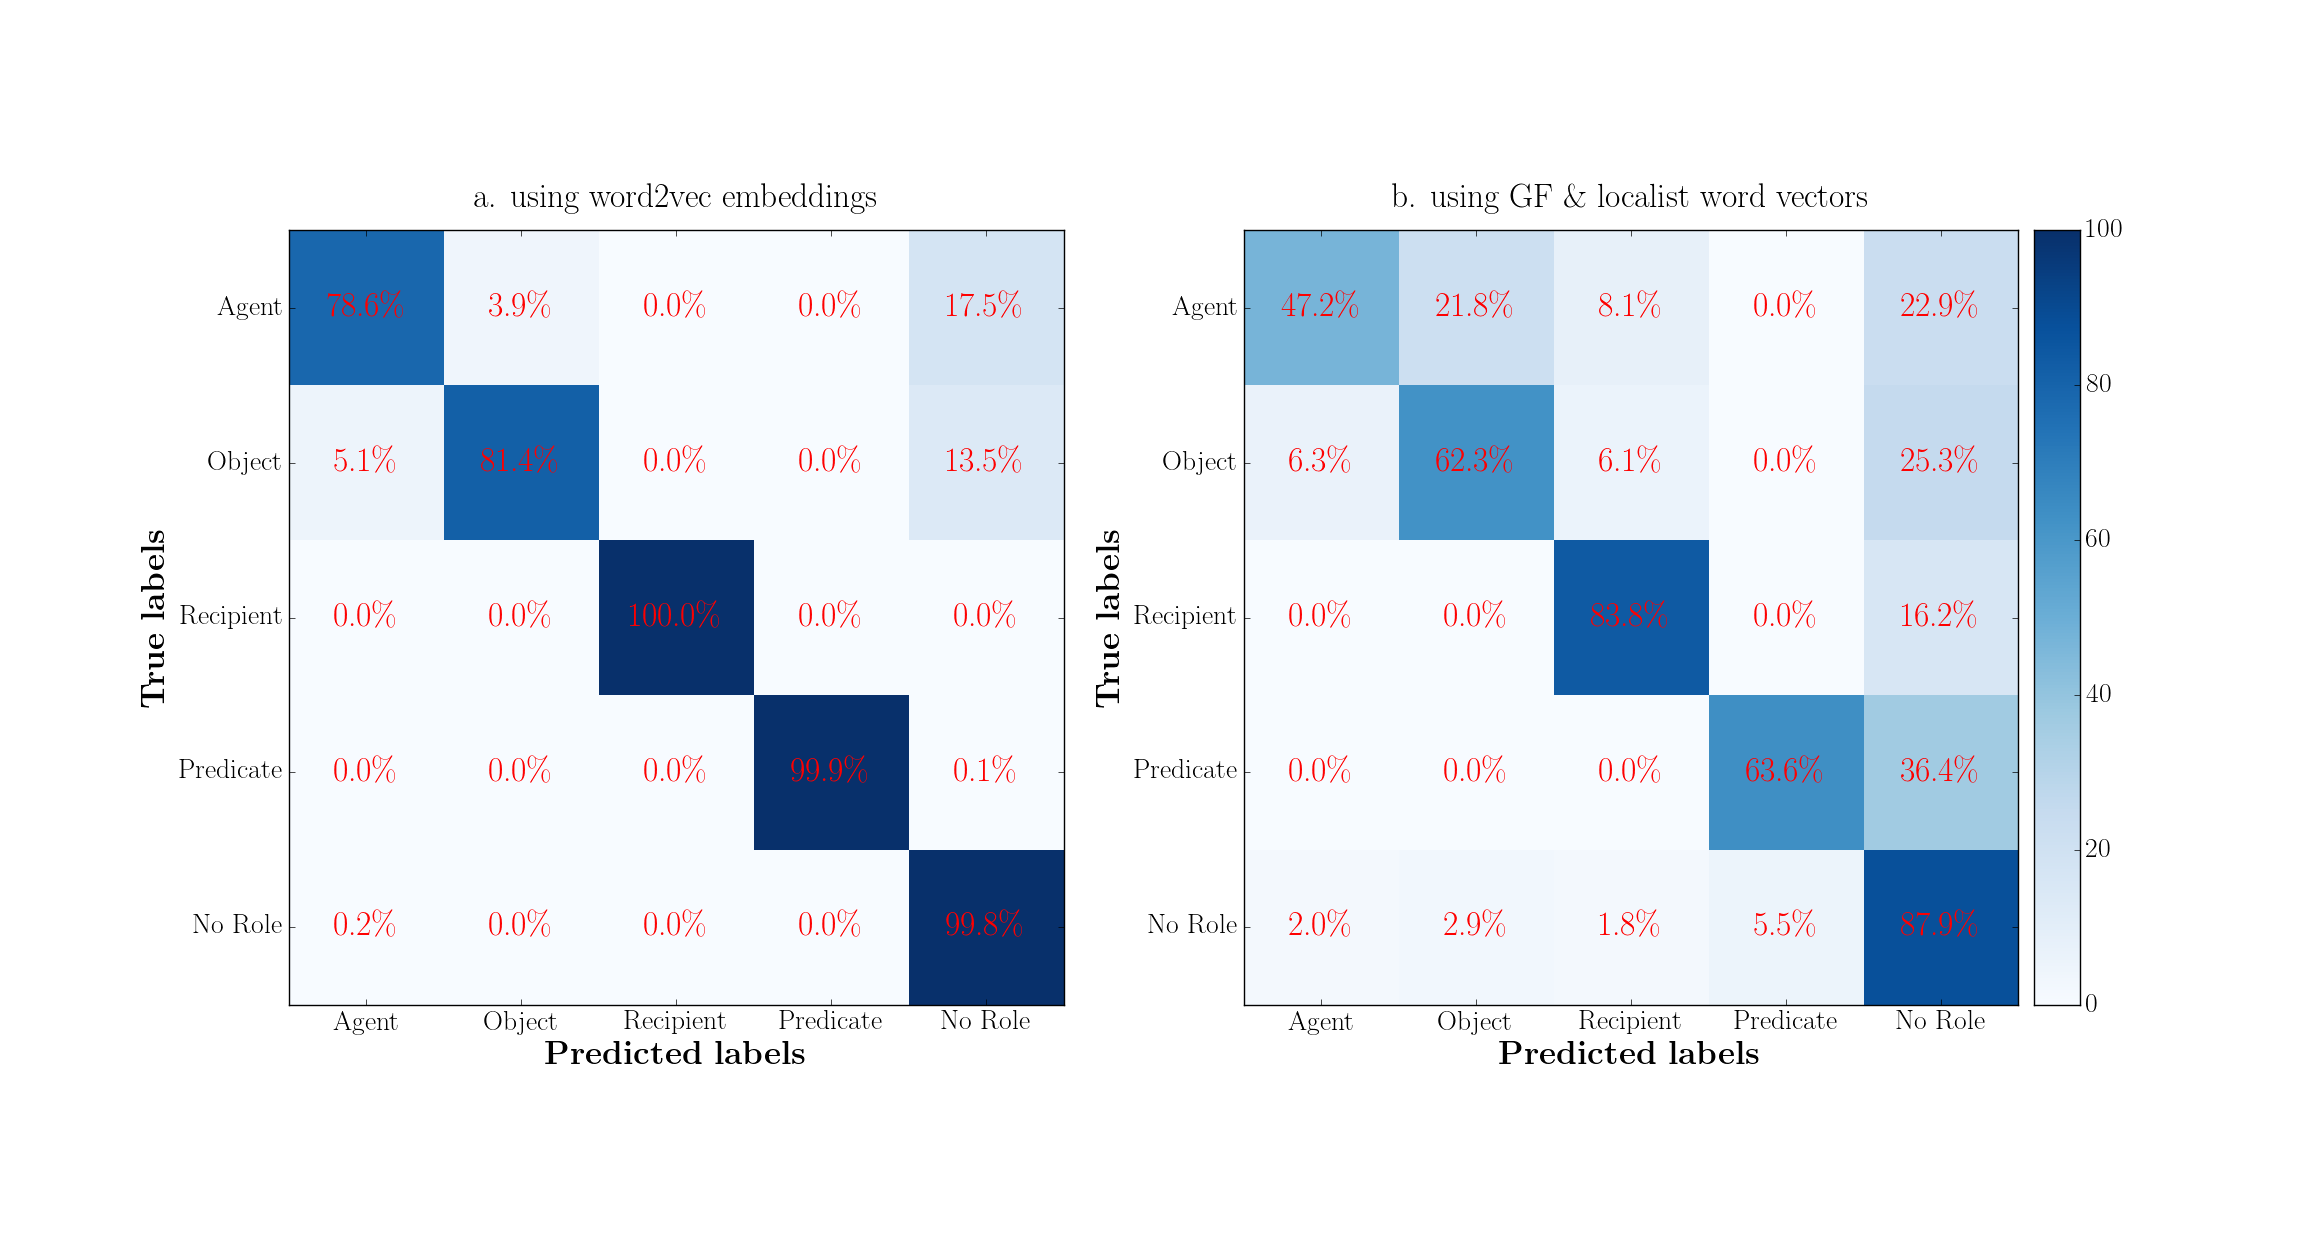 a. using word2vec embeddings
True labels
Agent 78.6% 3.9% 0.0% 0.0% 17.5%
Object 5.1% 81.4% 0.0% 0.0% 13.5%
Recipient 0.0% 0.0% 100.0% 0.0% 0.0%
Predicate 0.0% 0.0% 0.0% 99.9% 0.1%
No Role 0.2% 0.0% 0.0% 0.0% 99.8%
Agent Object Recipient Predicate No Role
Predicted labels
b. using GF & localist word vectors
True labels
Agent 47.2% 21.8% 8.1% 0.0% 22.9%
Object 6.3% 62.3% 6.1% 0.0% 25.3%
Recipient 0.0% 0.0% 83.8% 0.0% 16.2%
Predicate 0.0% 0.0% 0.0% 63.6% 36.4%
No Role 2.0% 2.9% 1.8% 5.5% 87.9%
Agent Object Recipient Predicate No Role
Predicted labels
100
80
60
40
20
0